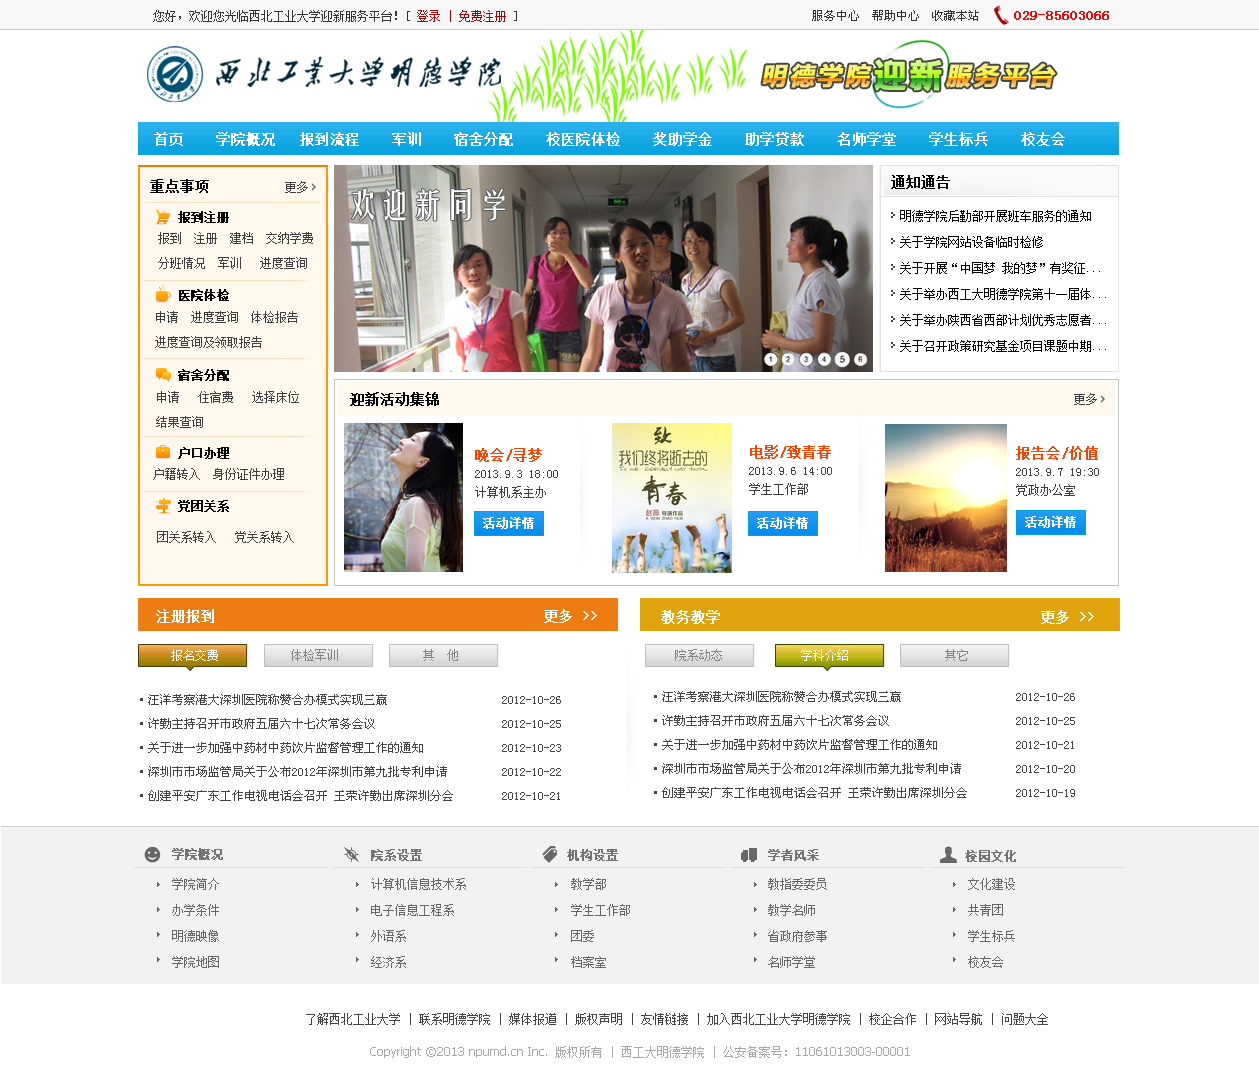 您好，欢迎您光临西北工业大学迎新服务平台！[ 登录 | 免费注册 ]
服务中心 帮助中心 收藏本站 029-85603066
西北工业大学明德学院
明德学院迎新服务平台
首页 学院概况 报到流程 军训 宿舍分配 校医院体检 奖助学金 助学贷款 名师学堂 学生标兵 校友会
重点事项 更多
报到注册
报到 注册 建档 交纳学费
分班情况 军训 进度查询
医院体检
申请 进度查询 体检报告
进度查询及领取报告
宿舍分配
申请 住宿费 选择床位
结果查询
户口办理
户籍转入 身份证件办理
党团关系
团关系转入 党关系转入
欢迎新同学
1 2 3 4 5 6
通知通告
明德学院后勤部开展班车服务的通知
关于学院网站设备临时检修
关于开展“中国梦 我的梦”有奖征...
关于举办西工大明德学院第十一届体...
关于举办陕西省西部计划优秀志愿者...
关于召开政策研究基金项目课题中期...
迎新活动集锦 更多
晚会/寻梦
2013.9.3 18:00
计算机系主办
活动详情
致
我们终将逝去的
青春
赵薇 导演作品
A VICKI ZHAO FILM
电影/致青春
2013.9.6 14:00
学生工作部
活动详情
报告会/价值
2013.9.7 19:30
党政办公室
活动详情
注册报到 更多 >>
报名交费 体检军训 其 他
汪洋考察港大深圳医院称赞合办模式实现三赢 2012-10-26
许勤主持召开市政府五届六十七次常务会议 2012-10-25
关于进一步加强中药材中药饮片监督管理工作的通知 2012-10-23
深圳市市场监管局关于公布2012年深圳市第九批专利申请 2012-10-22
创建平安广东工作电视电话会召开 王荣许勤出席深圳分会 2012-10-21
教务教学 更多 >>
院系动态 学科介绍 其它
汪洋考察港大深圳医院称赞合办模式实现三赢 2012-10-26
许勤主持召开市政府五届六十七次常务会议 2012-10-25
关于进一步加强中药材中药饮片监督管理工作的通知 2012-10-21
深圳市市场监管局关于公布2012年深圳市第九批专利申请 2012-10-20
创建平安广东工作电视电话会召开 王荣许勤出席深圳分会 2012-10-19
学院概况
学院简介
办学条件
明德映像
学院地图
院系设置
计算机信息技术系
电子信息工程系
外语系
经济系
机构设置
教学部
学生工作部
团委
档案室
学者风采
教指委委员
教学名师
省政府参事
名师学堂
校园文化
文化建设
共青团
学生标兵
校友会
了解西北工业大学 | 联系明德学院 | 媒体报道 | 版权声明 | 友情链接 | 加入西北工业大学明德学院 | 校企合作 | 网站导航 | 问题大全
Copyright ©2013 npumd.cn Inc. 版权所有 | 西工大明德学院 | 公安备案号：11061013003-00001